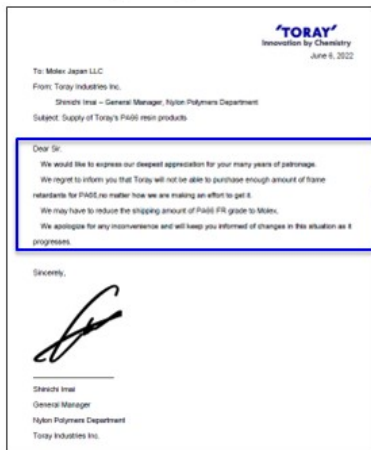 'TORAY'
Innovation by Chemistry
June 6, 2022
To: Molex Japan LLC
From: Toray Industries Inc.
Shinichi Imai – General Manager, Nylon Polymers Department
Subject: Supply of Toray's PA66 resin products
Dear Sir.
We would like to express our deepest appreciation for your many years of patronage.
We regret to inform you that Toray will not be able to purchase enough amount of frame
retardants for PA66,no matter how we are making an effort to get it.
We may have to reduce the shipping amount of PA66 FR grade to Molex.
We apologize for any inconvenience and will keep you informed of changes in this situation as it
progresses.
Sincerely,
Shinichi Imai
General Manager
Nylon Polymers Department
Toray Industries Inc.